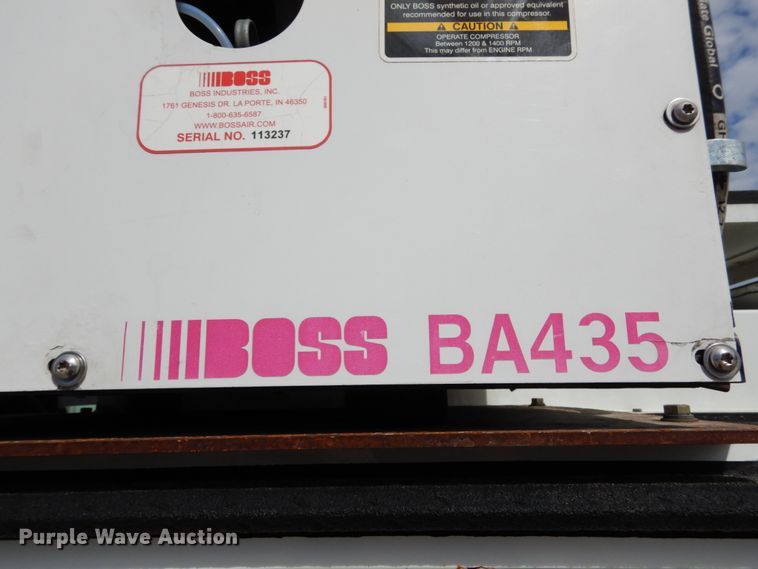 ONLY BOSS synthetic oil or approved equivalent
recommended for use in this compressor.
CAUTION
OPERATE COMPRESSOR
Between 1200 & 1400 RPM
This may differ from ENGINE RPM
BOSS
BOSS INDUSTRIES, INC.
1761 GENESIS DR. LA PORTE, IN 46350
1-800-635-6587
WWW.BOSSAIR.COM
SERIAL NO. 113237
ate Global
BOSS BA435
Purple Wave Auction